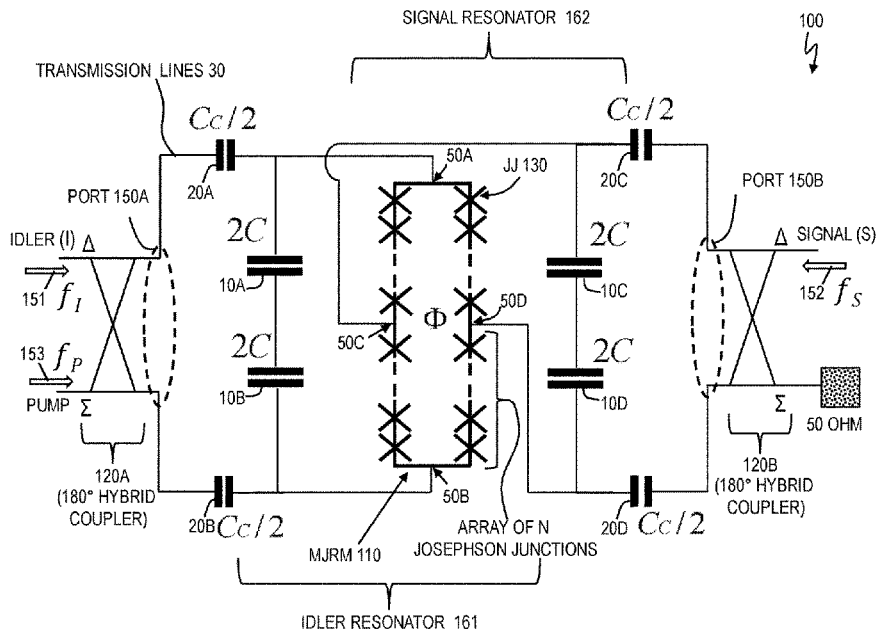 SIGNAL RESONATOR 162
100
TRANSMISSION LINES 30
Cc/2
Cc/2
20A
50A
JJ 130
20C
PORT 150A
PORT 150B
IDLER (I)
Δ
2C
2C
Δ
SIGNAL (S)
151
f_I
10A
Φ
50D
10C
152
f_S
50C
153
f_P
2C
2C
PUMP
Σ
10B
10D
Σ
50 OHM
120A
(180° HYBRID
COUPLER)
120B
(180° HYBRID
COUPLER)
20B
Cc/2
50B
20D
Cc/2
MJRM 110
ARRAY OF N
JOSEPHSON JUNCTIONS
IDLER RESONATOR 161